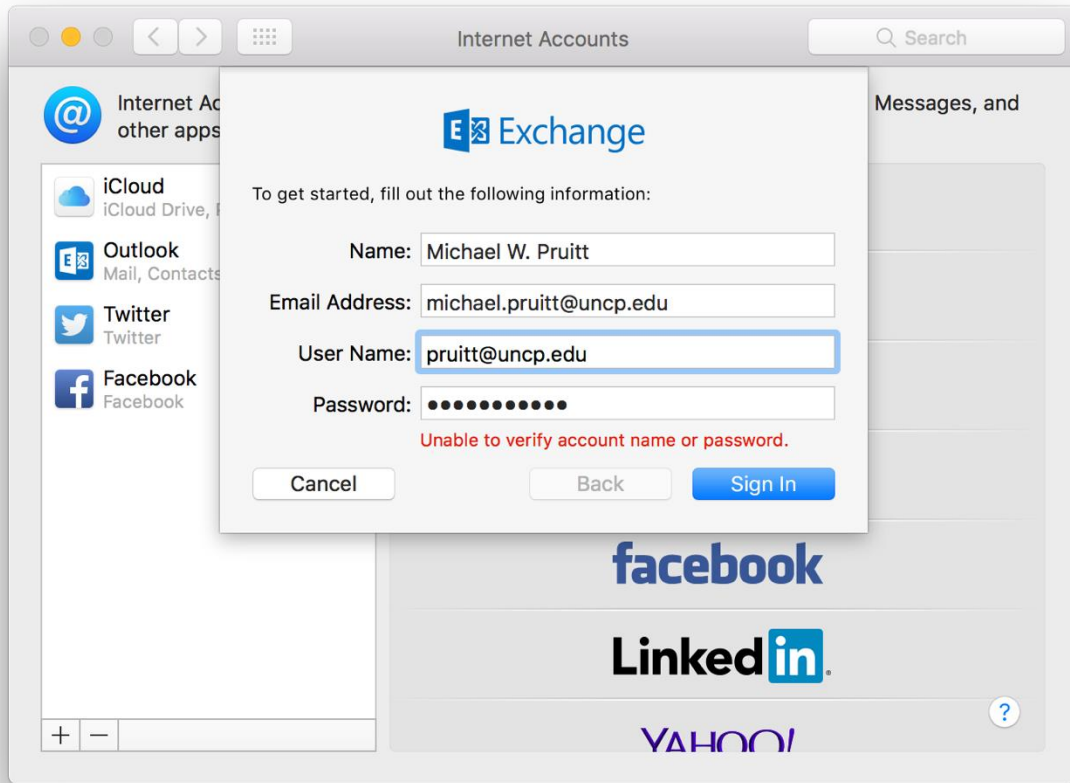 Internet Accounts
Search
Internet Ac
other apps
Messages, and
iCloud
iCloud Drive,
Outlook
Mail, Contacts
Twitter
Twitter
Facebook
Facebook
E Exchange
To get started, fill out the following information:
Name: Michael W. Pruitt
Email Address: michael.pruitt@uncp.edu
User Name: pruitt@uncp.edu
Password: ●●●●●●●●●●●
Unable to verify account name or password.
Cancel
Back
Sign In
facebook
Linked in
YAHOO!
+ −
?